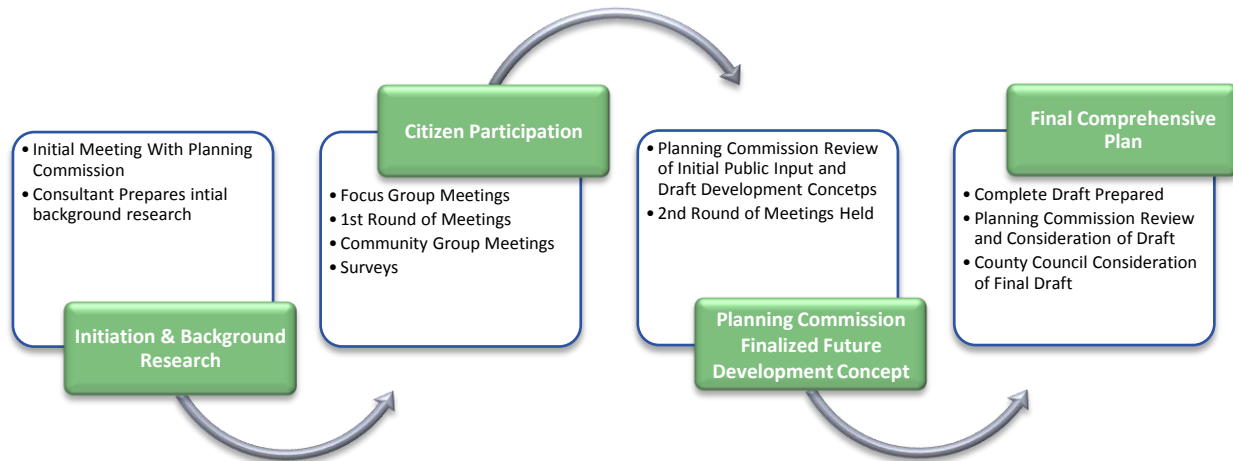 • Initial Meeting With Planning
Commission
• Consultant Prepares intial
background research
Initiation & Background
Research
Citizen Participation
• Focus Group Meetings
• 1st Round of Meetings
• Community Group Meetings
• Surveys
• Planning Commission Review
of Initial Public Input and
Draft Development Concetps
• 2nd Round of Meetings Held
Planning Commission
Finalized Future
Development Concept
Final Comprehensive
Plan
• Complete Draft Prepared
• Planning Commission Review
and Consideration of Draft
• County Council Consideration
of Final Draft